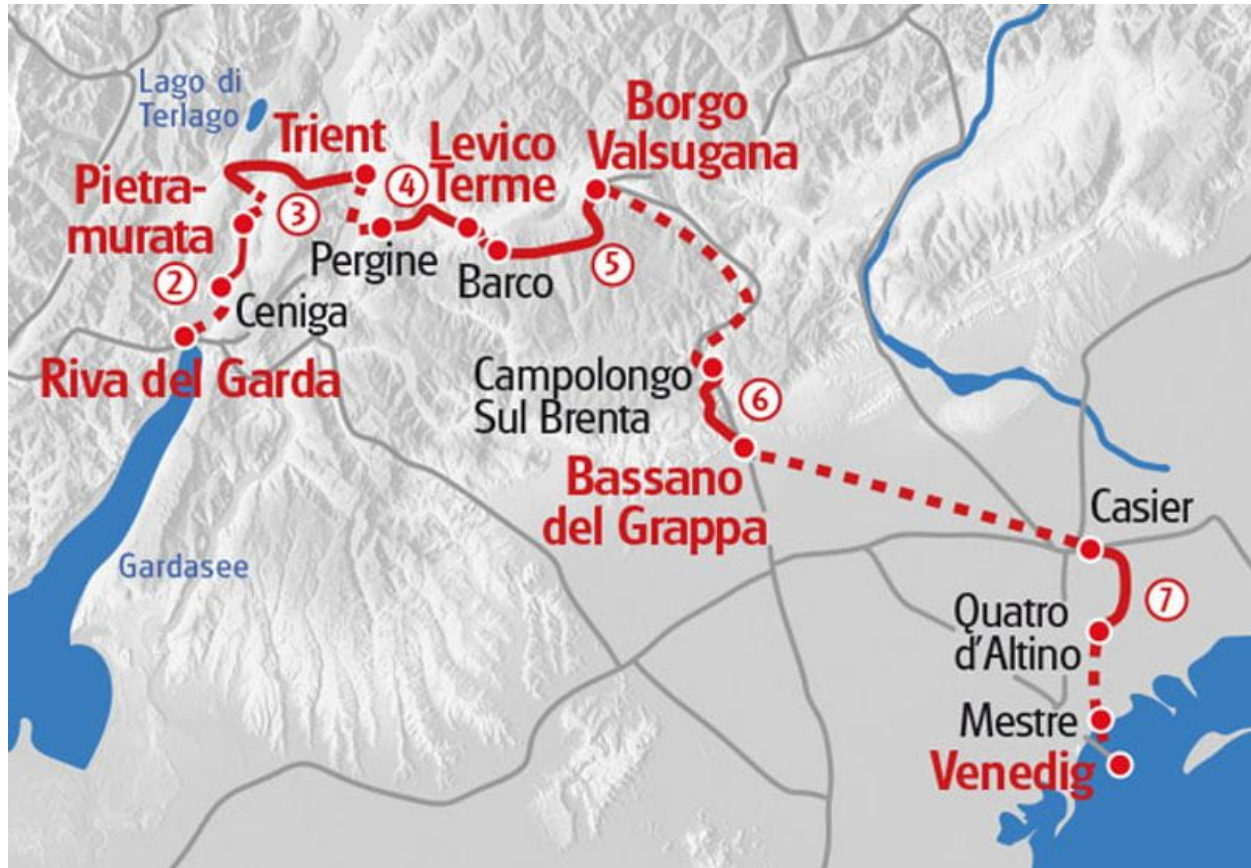 Lago di
Terlago
Trient
Pietra-
murata
③
④
Levico
Terme
Borgo
Valsugana
Pergine
Barco
⑤
②
Ceniga
Riva del Garda
Campolongo
Sul Brenta
⑥
Bassano
del Grappa
Gardasee
Casier
⑦
Quatro
d'Altino
Mestre
Venedig